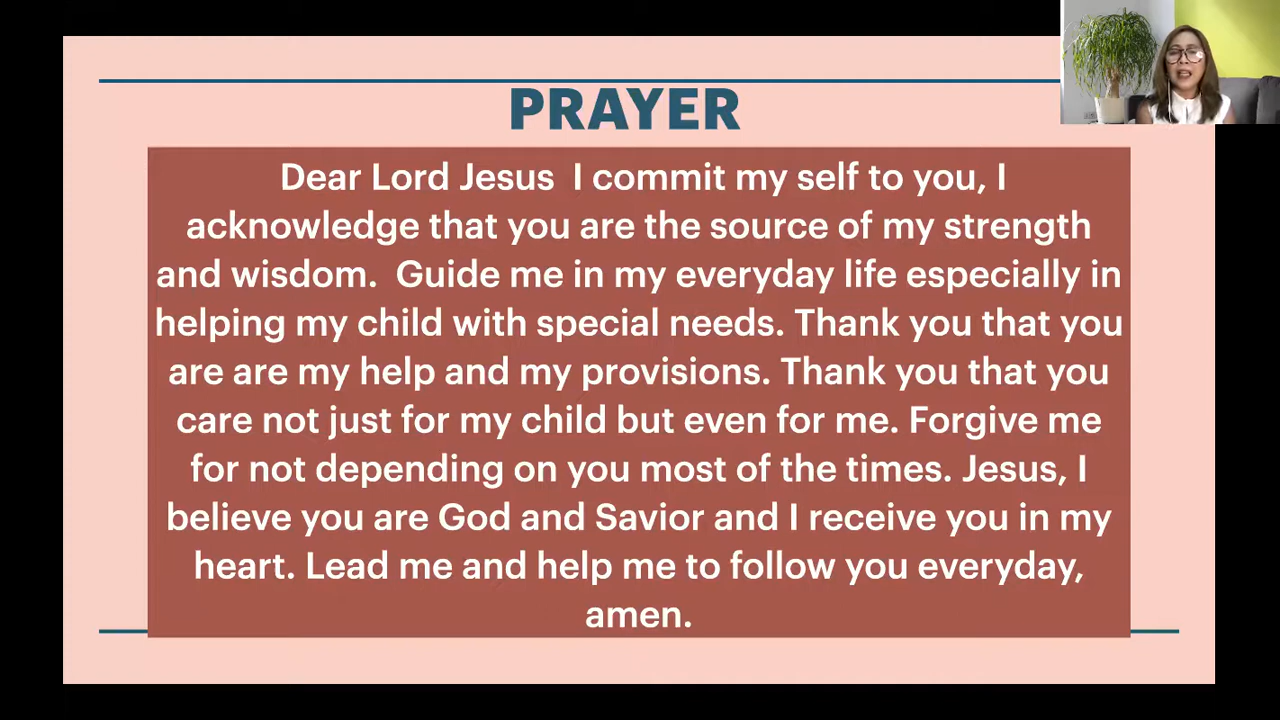 PRAYER
Dear Lord Jesus  I commit my self to you, I
acknowledge that you are the source of my strength
and wisdom.  Guide me in my everyday life especially in
helping my child with special needs. Thank you that you
are are my help and my provisions. Thank you that you
care not just for my child but even for me. Forgive me
for not depending on you most of the times. Jesus, I
believe you are God and Savior and I receive you in my
heart. Lead me and help me to follow you everyday,
amen.